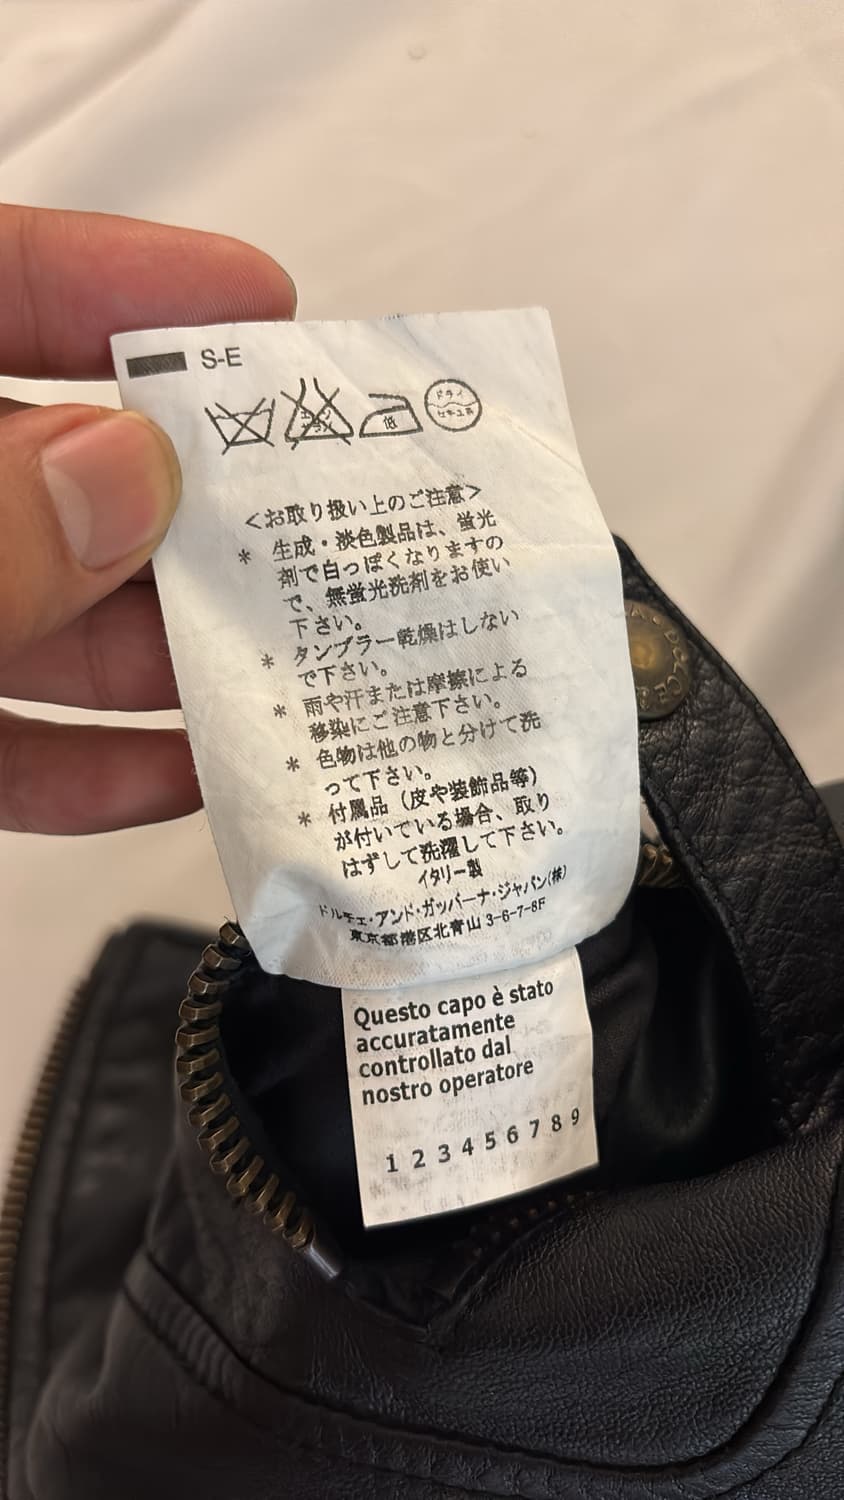 S-E
エンソ
サラシ
低
ドライ
セキユ系
<お取り扱い上のご注意>
* 生成・淡色製品は、蛍光
剤で白っぽくなりますの
で、無蛍光洗剤をお使い
下さい。
* タンブラー乾燥はしない
で下さい。
* 雨や汗または摩擦による
移染にご注意下さい。
* 色物は他の物と分けて洗
って下さい。
* 付属品（皮や装飾品等）
が付いている場合、取り
はずして洗濯して下さい。
イタリー製
ドルチェ・アンド・ガッバーナ・ジャパン(株)
東京都港区北青山 3-6-7-8F
DOLCE
Questo capo è stato
accuratamente
controllato dal
nostro operatore
1 2 3 4 5 6 7 8 9